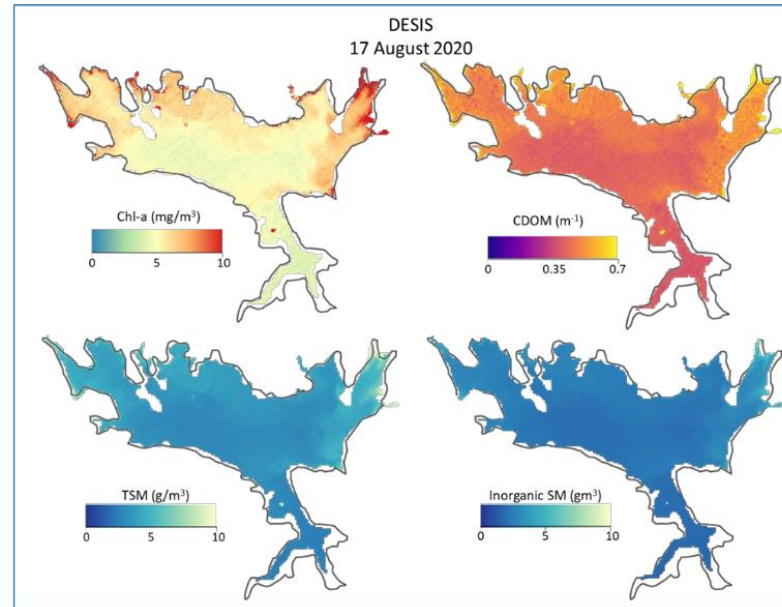 DESIS
17 August 2020
Chl-a (mg/m³)
0 5 10
CDOM (m⁻¹)
0 0.35 0.7
TSM (g/m³)
0 5 10
Inorganic SM (gm³)
0 5 10